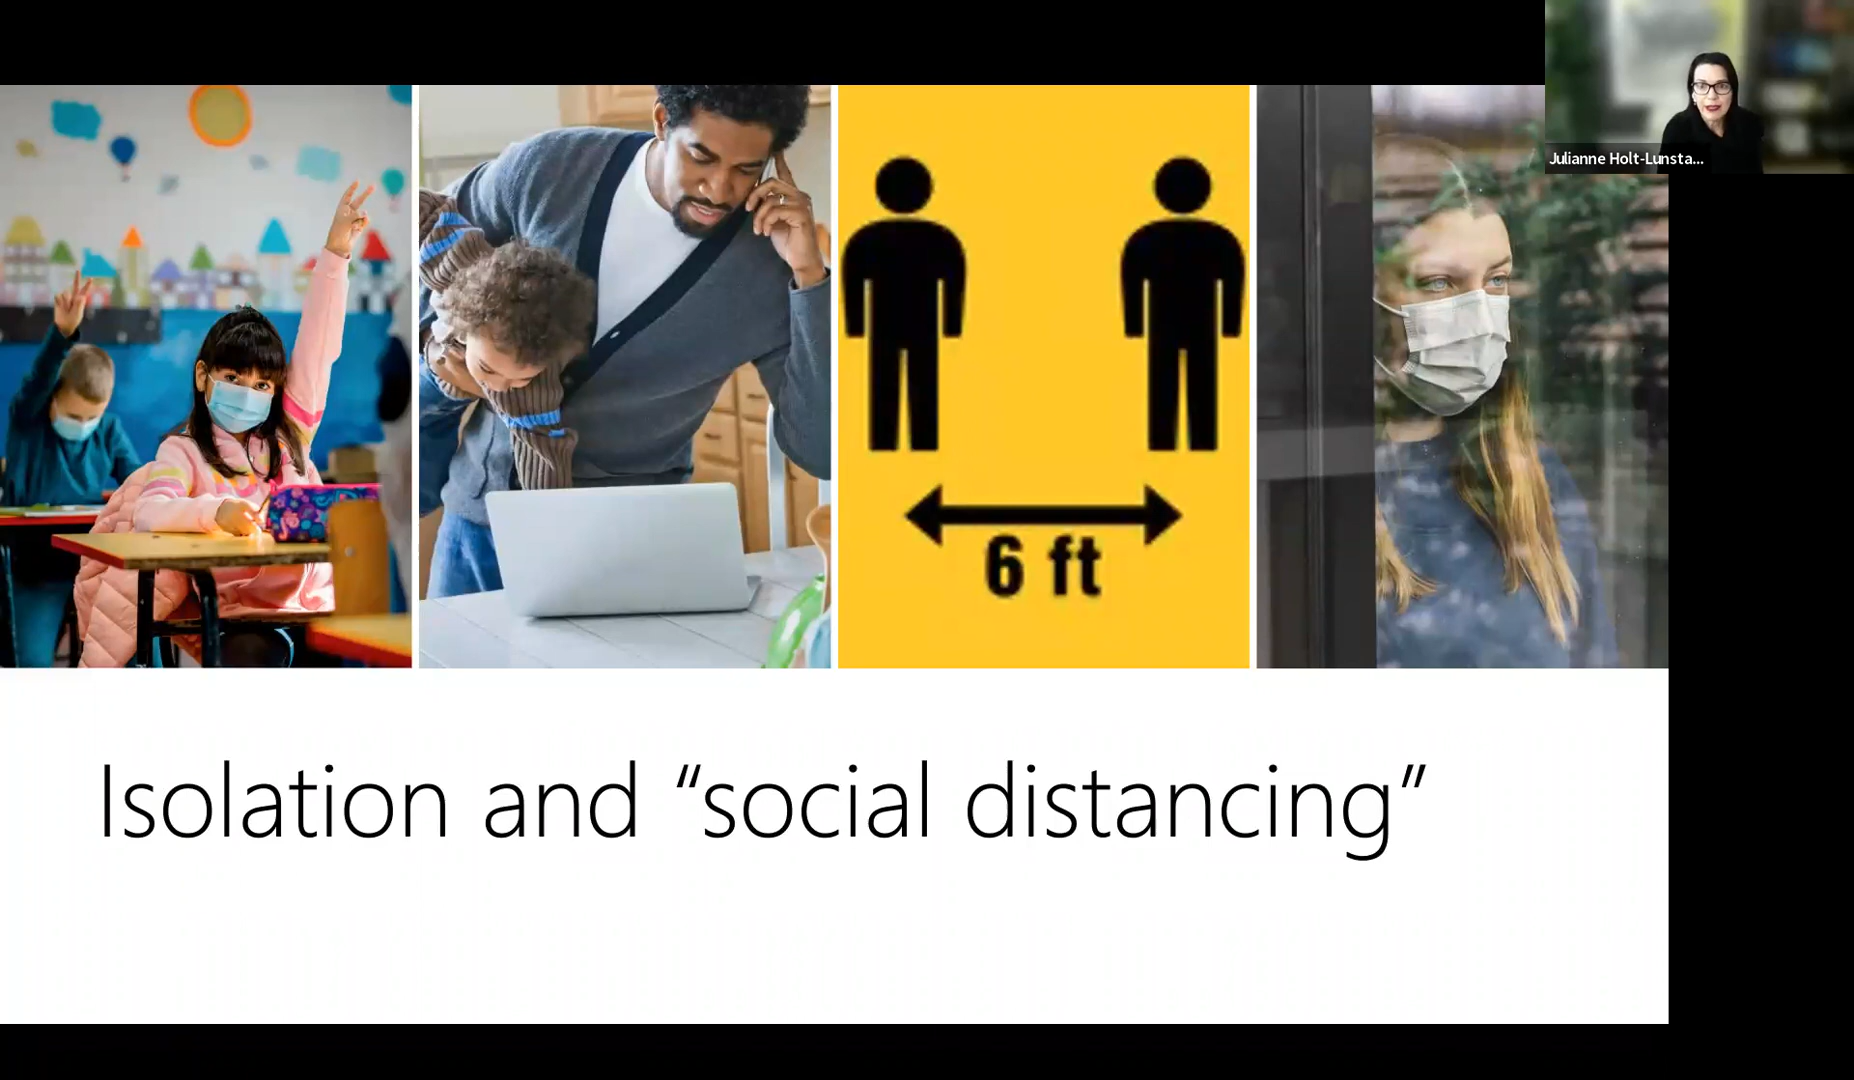 Julianne Holt-Lunsta...
6 ft
Isolation and “social distancing”